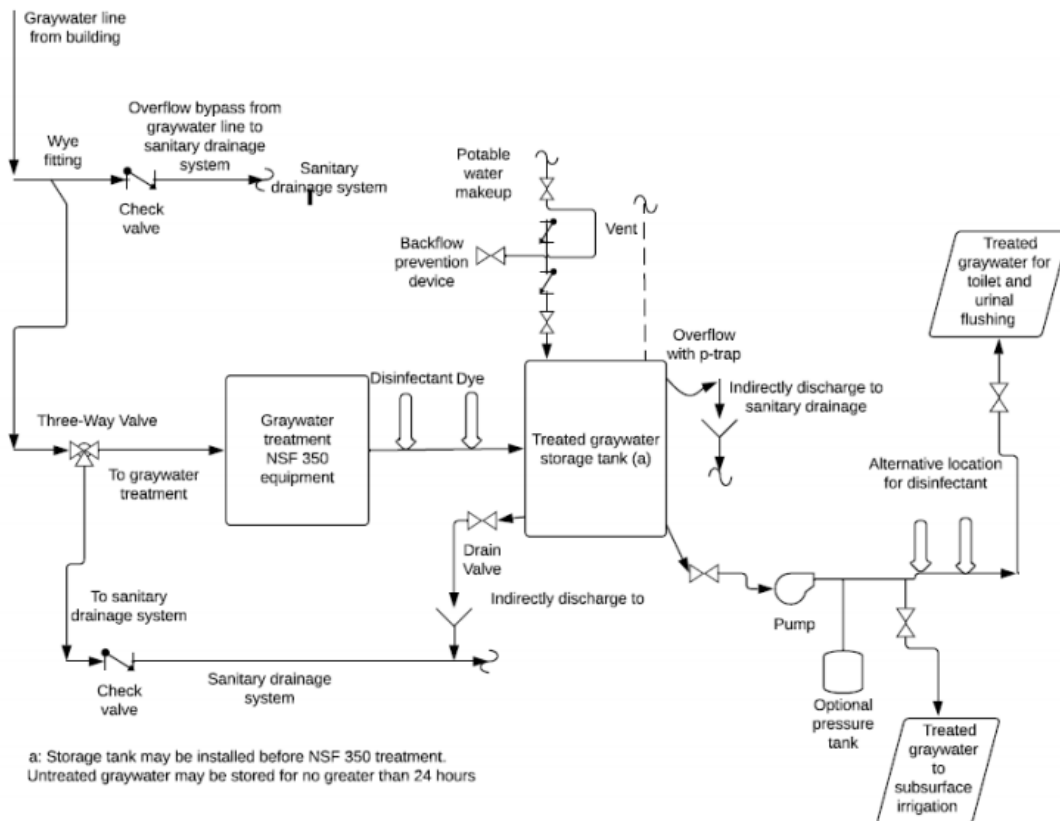 Graywater line
from building
Wye
fitting
Overflow bypass from
graywater line to
sanitary drainage
system
Sanitary
drainage system
Check
valve
Potable
water
makeup
Vent
Backflow
prevention
device
Treated
graywater for
toilet and
urinal
flushing
Overflow
with p-trap
Indirectly discharge to
sanitary drainage
Three-Way Valve
To graywater
treatment
Graywater
treatment
NSF 350
equipment
Disinfectant Dye
Treated graywater
storage tank (a)
Alternative location
for disinfectant
Drain
Valve
Indirectly discharge to
To sanitary
drainage system
Check
valve
Sanitary drainage
system
Pump
Optional
pressure
tank
Treated
graywater
to
subsurface
irrigation
a: Storage tank may be installed before NSF 350 treatment.
Untreated graywater may be stored for no greater than 24 hours